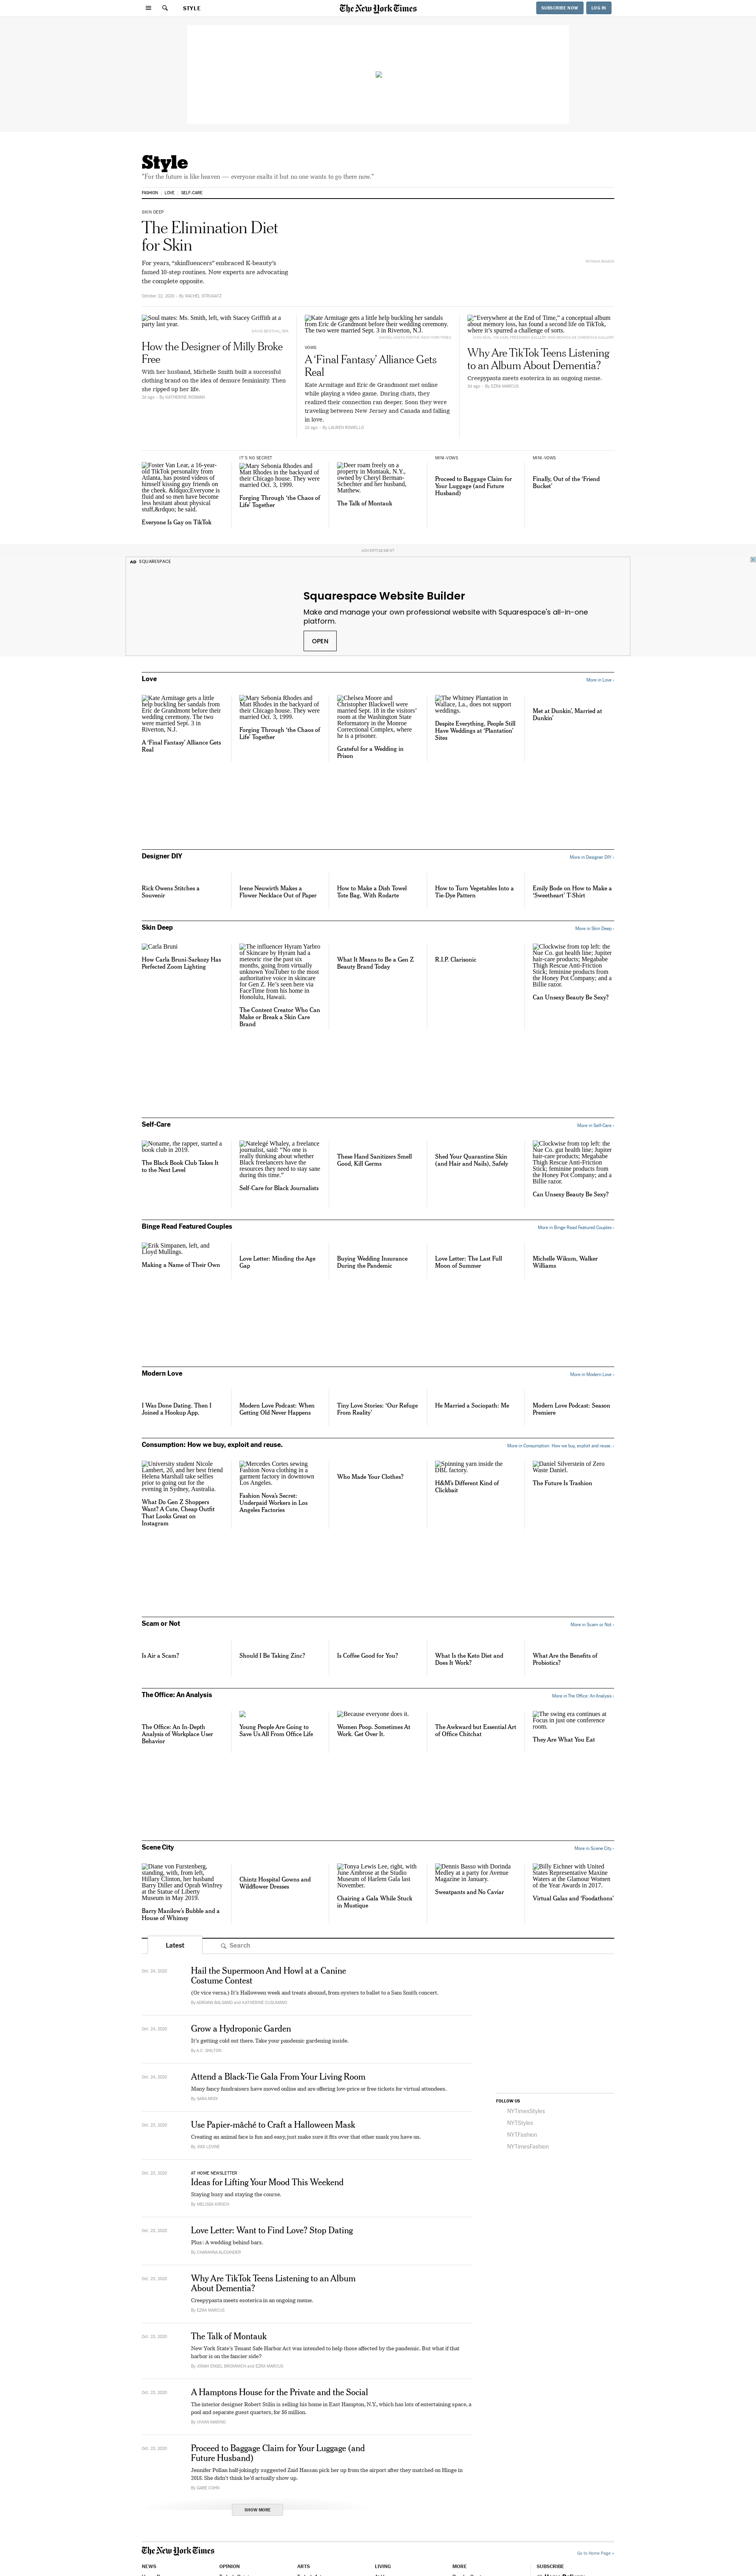 STYLE
The New York Times
SUBSCRIBE NOW
LOG IN
Style
"Fashion is like heaven — everyone exalts it but no one wants to go there now."
FASHION
LOVE
SELF-CARE
SKIN DEEP
The Elimination Diet
for Skin
For years, “skinfluencers” embraced K-beauty’s
famed 10-step routines. Now experts are advocating
the complete opposite.
October 22, 2020 · By RACHEL STRUGATZ
Soul mates: Ms. Smith, left, with Stacey Griffith at a
party last year.
How the Designer of Milly Broke
Free
With her husband, Michelle Smith built a successful
clothing brand on the idea of demure femininity. Then
she ripped up her life.
2d ago · By KATHERINE ROSMAN
Kate Armitage gets a little help buckling her sandals
from Eric de Grandmont before their wedding ceremony.
The two were married Sept. 3 in Riverton, N.J.
VOWS
A ‘Final Fantasy’ Alliance Gets
Real
Kate Armitage and Eric de Grandmont met online
while playing a video game. During chats, they
realized their connection ran deeper. Soon they were
traveling between New Jersey and Canada and falling
in love.
2d ago · By LAUREN ROWELLO
“Everywhere at the End of Time,” a conceptual album
about memory loss, has found a second life on TikTok,
where it’s spurred a challenge of sorts.
Why Are TikTok Teens Listening
to an Album About Dementia?
Creepypasta meets esoterica in an ongoing meme.
3d ago · By EZRA MARCUS
Foster Van Lear, a 16-year-
old TikTok personality from
Atlanta, has posted videos of
himself kissing guy friends on
the cheek. &ldquo;Everyone is
fluid and so men have become
less hesitant about physical
stuff,&rdquo; he said.
Everyone Is Gay on TikTok
IT’S NO SECRET
Mary Sebonia Rhodes and
Matt Rhodes in the backyard of
their Chicago house. They were
married Oct. 3, 1999.
Forging Through ‘the Chaos of
Life’ Together
Deer roam freely on a
property in Montauk, N.Y.,
owned by Cheryl Berman-
Schechter and her husband,
Matthew.
The Talk of Montauk
MINI-VOWS
Proceed to Baggage Claim for
Your Luggage (and Future
Husband)
MINI-VOWS
Finally, Out of the ‘Friend
Bucket’
ADVERTISEMENT
AD SQUARESPACE
Squarespace Website Builder
Make and manage your own professional website with Squarespace's all-in-one
platform.
OPEN
Love
More in Love ›
Kate Armitage gets a little
help buckling her sandals from
Eric de Grandmont before their
wedding ceremony. The two
were married Sept. 3 in
Riverton, N.J.
A ‘Final Fantasy’ Alliance Gets
Real
Mary Sebonia Rhodes and
Matt Rhodes in the backyard of
their Chicago house. They were
married Oct. 3, 1999.
Forging Through ‘the Chaos of
Life’ Together
Chelsea Moore and
Christopher Blackwell were
married Sept. 18 in the visitors’
room at the Washington State
Reformatory in the Monroe
Correctional Complex, where
he is a prisoner.
Grateful for a Wedding in
Prison
The Whitney Plantation in
Wallace, La., does not support
weddings.
Despite Everything, People Still
Have Weddings at ‘Plantation’
Sites
Met at Dunkin’, Married at
Dunkin’
Designer DIY
More in Designer DIY ›
Rick Owens Stitches a
Souvenir
Irene Neuwirth Makes a
Flower Necklace Out of Paper
How to Make a Dish Towel
Tote Bag, With Rodarte
How to Turn Vegetables Into a
Tie-Dye Pattern
Emily Bode on How to Make a
‘Sweetheart’ T-Shirt
Skin Deep
More in Skin Deep ›
Carla Bruni
How Carla Bruni-Sarkozy Has
Perfected Zoom Lighting
The influencer Hyram Yarbro
of Skincare by Hyram had a
meteoric rise the past six
months, going from virtually
unknown YouTuber to the most
authoritative voice in skincare
for Gen Z. He’s seen here via
FaceTime from his home in
Honolulu, Hawaii.
The Content Creator Who Can
Make or Break a Skin Care
Brand
What It Means to Be a Gen Z
Beauty Brand Today
R.I.P. Clarisonic
Clockwise from top left: the
Nue Co. gut health line; Jupiter
hair-care products; Megababe
Thigh Rescue Anti-Friction
Stick; feminine products from
the Honey Pot Company; and a
Billie razor.
Can Unsexy Beauty Be Sexy?
Self-Care
More in Self-Care ›
Noname, the rapper, started a
book club in 2019.
The Black Book Club Takes It
to the Next Level
Natelegé Whaley, a freelance
journalist, said: “No one is
really thinking about whether
Black freelancers have the
resources they need to stay sane
during this time.”
Self-Care for Black Journalists
These Hand Sanitizers Smell
Good, Kill Germs
Shed Your Quarantine Skin
(and Hair and Nails), Safely
Clockwise from top left: the
Nue Co. gut health line; Jupiter
hair-care products; Megababe
Thigh Rescue Anti-Friction
Stick; feminine products from
the Honey Pot Company; and a
Billie razor.
Can Unsexy Beauty Be Sexy?
Binge Read Featured Couples
More in Binge Read Featured Couples ›
Erik Simpanen, left, and
Lloyd Mullings.
Making a Name of Their Own
Love Letter: Minding the Age
Gap
Buying Wedding Insurance
During the Pandemic
Love Letter: The Last Full
Moon of Summer
Michelle Wikum, Walker
Williams
Modern Love
More in Modern Love ›
I Was Done Dating. Then I
Joined a Hookup App.
Modern Love Podcast: When
Getting Old Never Happens
Tiny Love Stories: ‘Our Refuge
From Reality’
He Married a Sociopath: Me
Modern Love Podcast: Season
Premiere
Consumption: How we buy, exploit and reuse.
More in Consumption: How we buy, exploit and reuse. ›
University student Nicole
Lambert, 20, and her best friend
Helena Marshall take selfies
prior to going out for the
evening in Sydney, Australia.
What Do Gen Z Shoppers
Want? A Cute, Cheap Outfit
That Looks Great on
Instagram
Mercedes Cortes sewing
Fashion Nova clothing in a
garment factory in downtown
Los Angeles.
Fashion Nova’s Secret:
Underpaid Workers in Los
Angeles Factories
Who Made Your Clothes?
Spinning yarn inside the
DBL factory.
H&M’s Different Kind of
Clickbait
Daniel Silverstein of Zero
Waste Daniel.
The Future Is Trashion
Scam or Not
More in Scam or Not ›
Is Air a Scam?
Should I Be Taking Zinc?
Is Coffee Good for You?
What Is the Keto Diet and
Does It Work?
What Are the Benefits of
Probiotics?
The Office: An Analysis
More in The Office: An Analysis ›
The Office: An In-Depth
Analysis of Workplace User
Behavior
Young People Are Going to
Save Us All From Office Life
Because everyone does it.
Women Poop. Sometimes At
Work. Get Over It.
The Awkward but Essential Art
of Office Chitchat
The swing era continues at
Focus in just one conference
room.
They Are What You Eat
Scene City
More in Scene City ›
Diane von Furstenberg,
standing, with, from left,
Hillary Clinton, her husband
Barry Diller and Oprah Winfrey
at the Statue of Liberty
Museum in May 2019.
Barry Manilow’s Bubble and a
House of Whimsy
Chintz Hospital Gowns and
Wildflower Dresses
Tonya Lewis Lee, right, with
June Ambrose at the Studio
Museum of Harlem Gala last
November.
Chairing a Gala While Stuck
in Mustique
Dennis Basso with Dorinda
Medley at a party for Avenue
Magazine in January.
Sweatpants and No Caviar
Billy Eichner with United
States Representative Maxine
Waters at the Glamour Women
of the Year Awards in 2017.
Virtual Galas and ‘Foodathons’
Latest
Search
Oct. 24, 2020
Hail the Supermoon And Howl at a Canine
Costume Contest
(Or vice versa.) It’s Halloween week and treats abound, from oysters to ballet to a Sam Smith concert.
By ADRIANA BALSAMO and KATHERINE CUSUMANO
Oct. 24, 2020
Grow a Hydroponic Garden
It’s getting cold out there. Take your pandemic gardening inside.
By A.C. SHILTON
Oct. 24, 2020
Attend a Black-Tie Gala From Your Living Room
Many fancy fundraisers have moved online and are offering low-price or free tickets for virtual attendees.
By SARA ARIDI
Oct. 23, 2020
Use Papier-mâché to Craft a Halloween Mask
Creating an animal face is fun and easy, just make sure it fits over that other mask you have on.
By JIXIE LEVINE
Oct. 23, 2020
AT HOME NEWSLETTER
Ideas for Lifting Your Mood This Weekend
Staying busy and staying the course.
By MELISSA KIRSCH
Oct. 23, 2020
Love Letter: Want to Find Love? Stop Dating
Plus: A wedding behind bars.
By CHARANNA ALEXANDER
Oct. 23, 2020
Why Are TikTok Teens Listening to an Album
About Dementia?
Creepypasta meets esoterica in an ongoing meme.
By EZRA MARCUS
Oct. 23, 2020
The Talk of Montauk
New York State’s Tenant Safe Harbor Act was intended to help those affected by the pandemic. But what if that
harbor is on the fancier side?
By JONAH ENGEL BROMWICH and EZRA MARCUS
Oct. 23, 2020
A Hamptons House for the Private and the Social
The interior designer Robert Stilin is selling his home in East Hampton, N.Y., which has lots of entertaining space, a
pool and separate guest quarters, for $6 million.
By VIVIAN MARINO
Oct. 23, 2020
Proceed to Baggage Claim for Your Luggage (and
Future Husband)
Jennifer Pollan half-jokingly suggested Zaid Hassan pick her up from the airport after they matched on Hinge in
2018. She didn’t think he’d actually show up.
By GABE COHN
SHOW MORE
FOLLOW US
NYTimesStyles
NYTStyles
NYTFashion
NYTimesFashion
The New York Times
Go to Home Page »
NEWS
OPINION
ARTS
LIVING
MORE
SUBSCRIBE